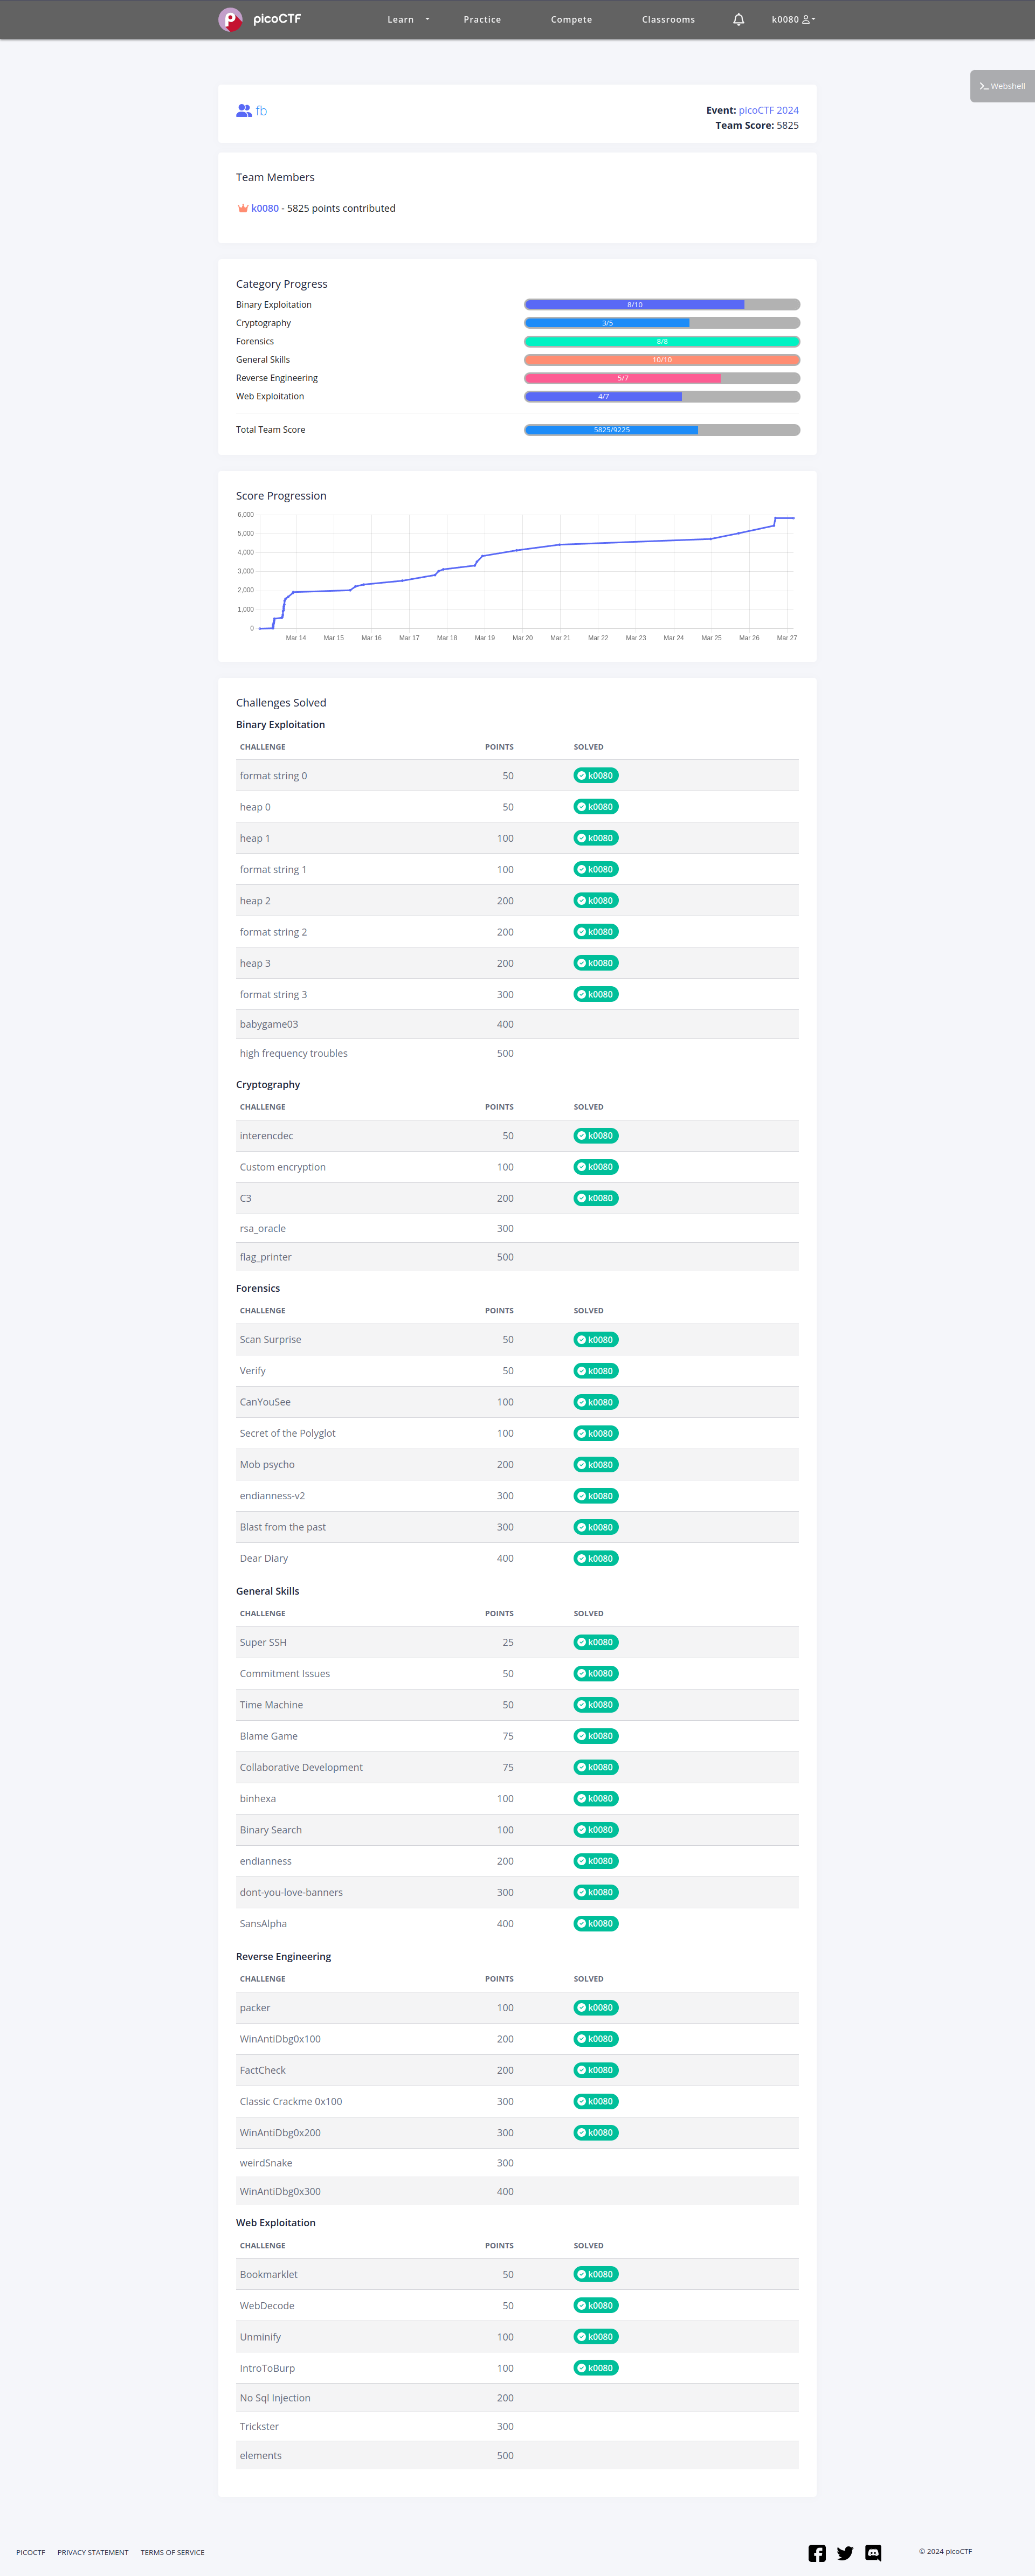 picoCTF Learn Practice Compete Classrooms k0080
Webshell
fb
Event: picoCTF 2024
Team Score: 5825
Team Members
k0080 - 5825 points contributed
Category Progress
Binary Exploitation 8/10
Cryptography 3/5
Forensics 8/8
General Skills 10/10
Reverse Engineering 5/7
Web Exploitation 4/7
Total Team Score 5825/9225
Score Progression
6,000
5,000
4,000
3,000
2,000
1,000
0
Mar 14 Mar 15 Mar 16 Mar 17 Mar 18 Mar 19 Mar 20 Mar 21 Mar 22 Mar 23 Mar 24 Mar 25 Mar 26 Mar 27
Challenges Solved
Binary Exploitation
CHALLENGE POINTS SOLVED
format string 0 50 k0080
heap 0 50 k0080
heap 1 100 k0080
format string 1 100 k0080
heap 2 200 k0080
format string 2 200 k0080
heap 3 200 k0080
format string 3 300 k0080
babygame03 400
high frequency troubles 500
Cryptography
CHALLENGE POINTS SOLVED
interencdec 50 k0080
Custom encryption 100 k0080
C3 200 k0080
rsa_oracle 300
flag_printer 500
Forensics
CHALLENGE POINTS SOLVED
Scan Surprise 50 k0080
Verify 50 k0080
CanYouSee 100 k0080
Secret of the Polyglot 100 k0080
Mob psycho 200 k0080
endianness-v2 300 k0080
Blast from the past 300 k0080
Dear Diary 400 k0080
General Skills
CHALLENGE POINTS SOLVED
Super SSH 25 k0080
Commitment Issues 50 k0080
Time Machine 50 k0080
Blame Game 75 k0080
Collaborative Development 75 k0080
binhexa 100 k0080
Binary Search 100 k0080
endianness 200 k0080
dont-you-love-banners 300 k0080
SansAlpha 400 k0080
Reverse Engineering
CHALLENGE POINTS SOLVED
packer 100 k0080
WinAntiDbg0x100 200 k0080
FactCheck 200 k0080
Classic Crackme 0x100 300 k0080
WinAntiDbg0x200 300 k0080
weirdSnake 300
WinAntiDbg0x300 400
Web Exploitation
CHALLENGE POINTS SOLVED
Bookmarklet 50 k0080
WebDecode 50 k0080
Unminify 100 k0080
IntroToBurp 100 k0080
No Sql Injection 200
Trickster 300
elements 500
PICOCTF PRIVACY STATEMENT TERMS OF SERVICE © 2024 picoCTF